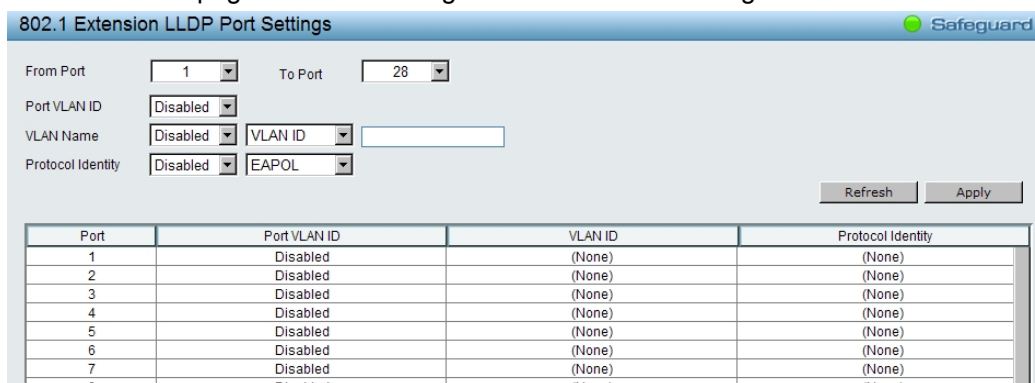 802.1 Extension LLDP Port Settings Safeguard
From Port 1 To Port 28
Port VLAN ID Disabled
VLAN Name Disabled VLAN ID
Protocol Identity Disabled EAPOL
Refresh Apply
Port Port VLAN ID VLAN ID Protocol Identity
1 Disabled (None) (None)
2 Disabled (None) (None)
3 Disabled (None) (None)
4 Disabled (None) (None)
5 Disabled (None) (None)
6 Disabled (None) (None)
7 Disabled (None) (None)